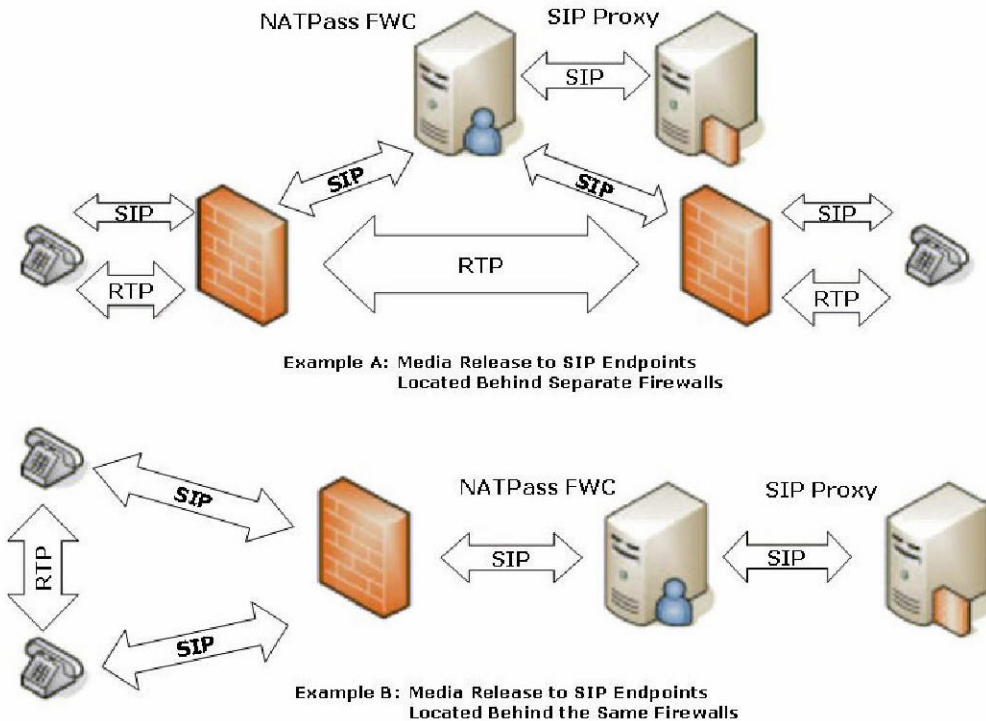 NATPass FWC
SIP Proxy
SIP
SIP
SIP
SIP
SIP
RTP
RTP
RTP
Example A: Media Release to SIP Endpoints
Located Behind Separate Firewalls
SIP
NATPass FWC
SIP Proxy
RTP
SIP
SIP
SIP
Example B: Media Release to SIP Endpoints
Located Behind the Same Firewalls